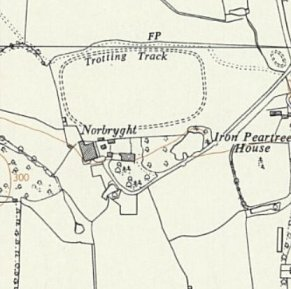 FP
Trotting Track
Norbryght
Iron Peartree
House
300